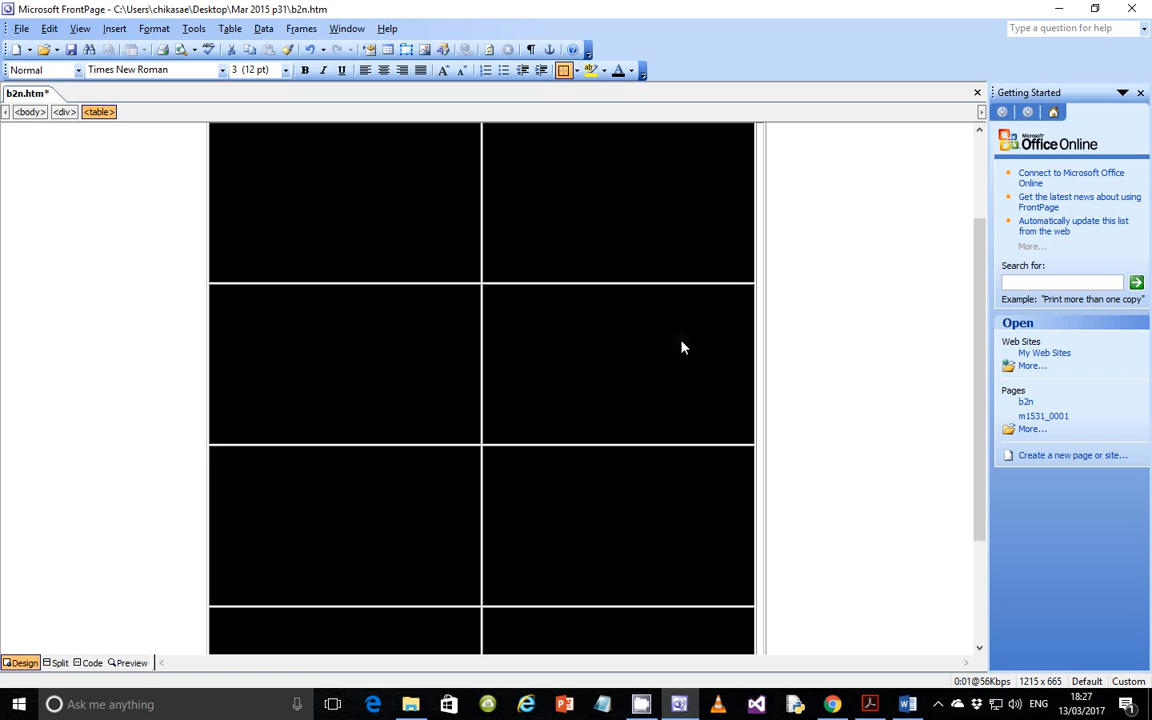 Microsoft FrontPage - C:\Users\chikasae\Desktop\Mar 2015 p31\b2n.htm
File Edit View Insert Format Tools Table Data Frames Window Help
Type a question for help
Normal Times New Roman 3 (12 pt) B I U
b2n.htm*
<body> <div> <table>
Getting Started
Microsoft
Office Online
Connect to Microsoft Office
Online
Get the latest news about using
FrontPage
Automatically update this list
from the web
More...
Search for:
Example: "Print more than one copy"
Open
Web Sites
My Web Sites
More...
Pages
b2n
m1531_0001
More...
Create a new page or site...
Design Split Code Preview
0:01@56Kbps 1215 x 665 Default Custom
Ask me anything
ENG
18:27
13/03/2017